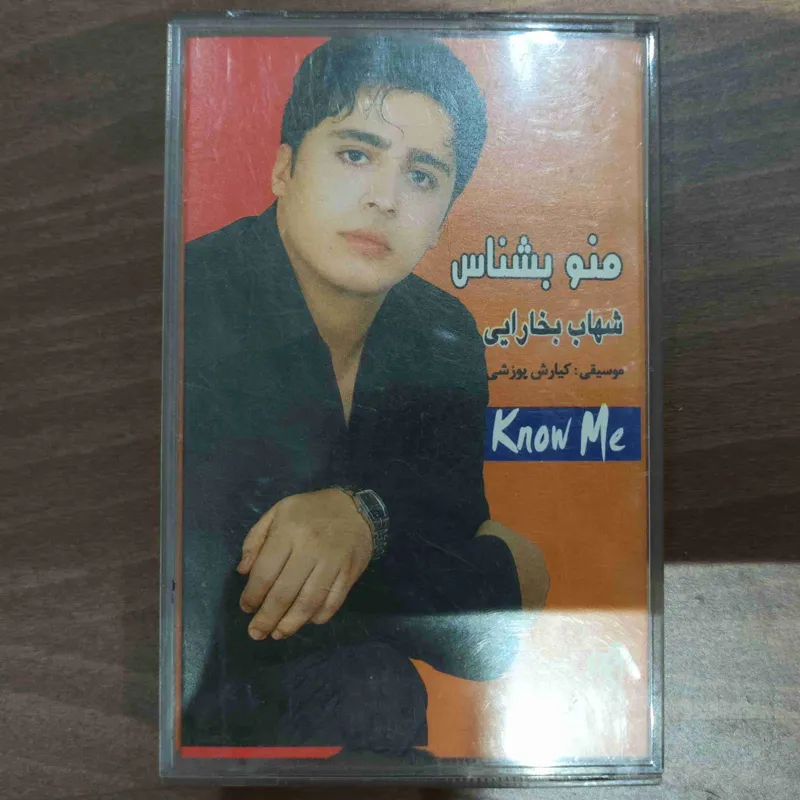 منو بشناس
شهاب بخارایی
موسیقی: کیارش پوزشی
Know Me